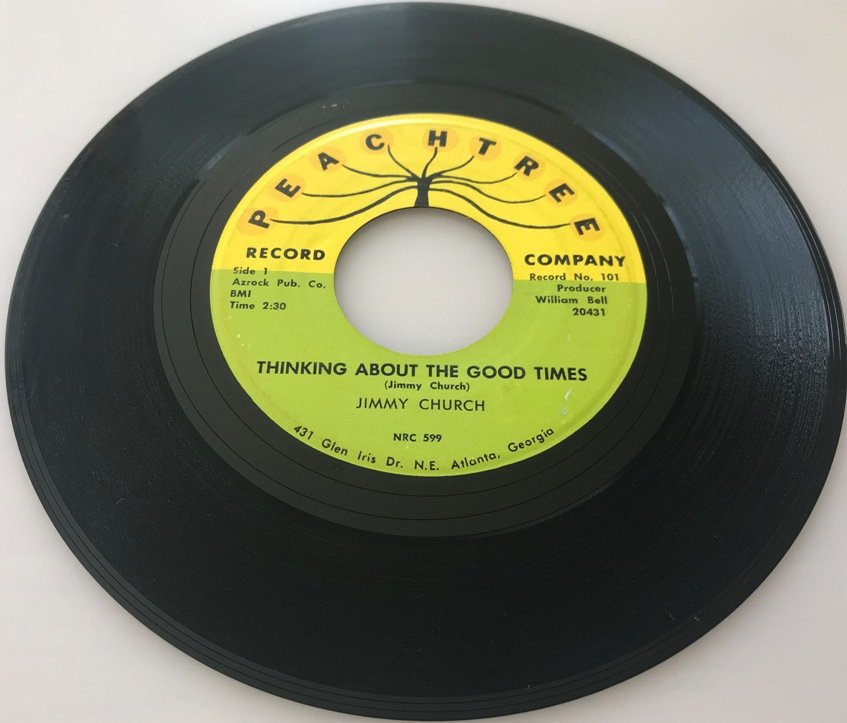 PEACHTREE
RECORD COMPANY
Side 1
Azrock Pub. Co.
BMI
Time 2:30
Record No. 101
Producer
William Bell
20431
THINKING ABOUT THE GOOD TIMES
(Jimmy Church)
JIMMY CHURCH
NRC 599
431 Glen Iris Dr. N.E. Atlanta, Georgia